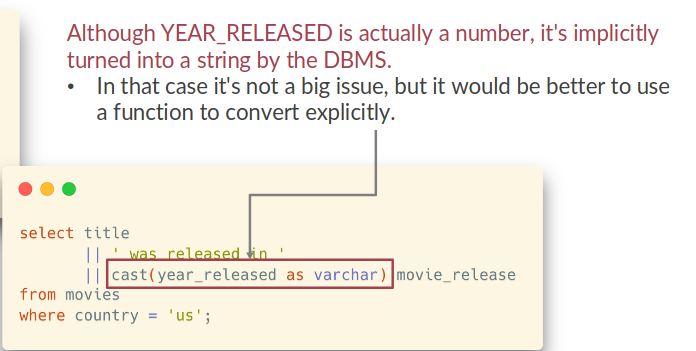 Although YEAR_RELEASED is actually a number, it's implicitly
turned into a string by the DBMS.
• In that case it's not a big issue, but it would be better to use
a function to convert explicitly.
select title
|| ' was released in '
|| cast(year_released as varchar) movie_release
from movies
where country = 'us';